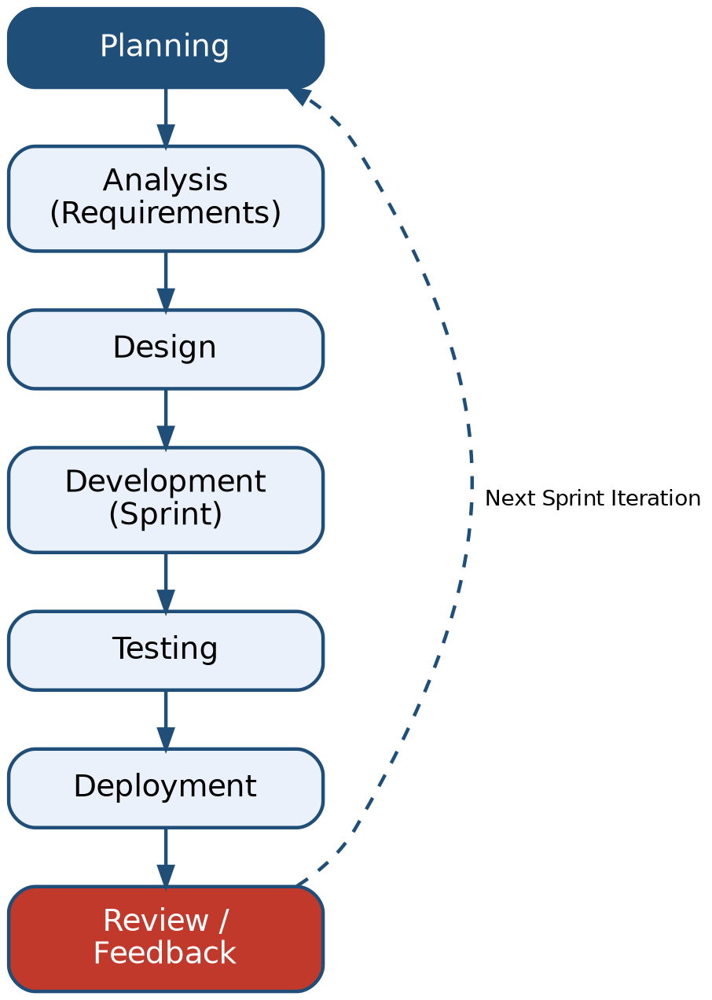 Planning
Analysis
(Requirements)
Design
Development
(Sprint)
Next Sprint Iteration
Testing
Deployment
Review /
Feedback